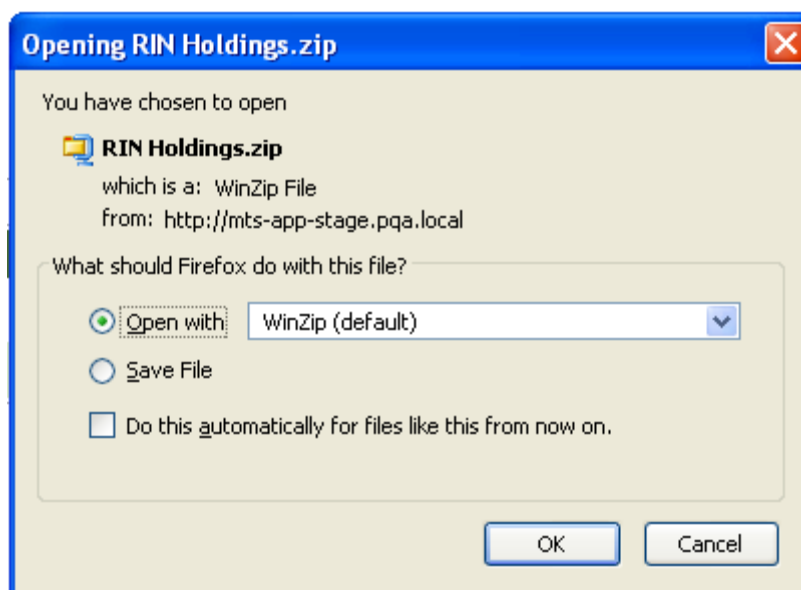 Opening RIN Holdings.zip
You have chosen to open
RIN Holdings.zip
which is a: WinZip File
from: http://mts-app-stage.pqa.local
What should Firefox do with this file?
Open with WinZip (default)
Save File
Do this automatically for files like this from now on.
OK Cancel